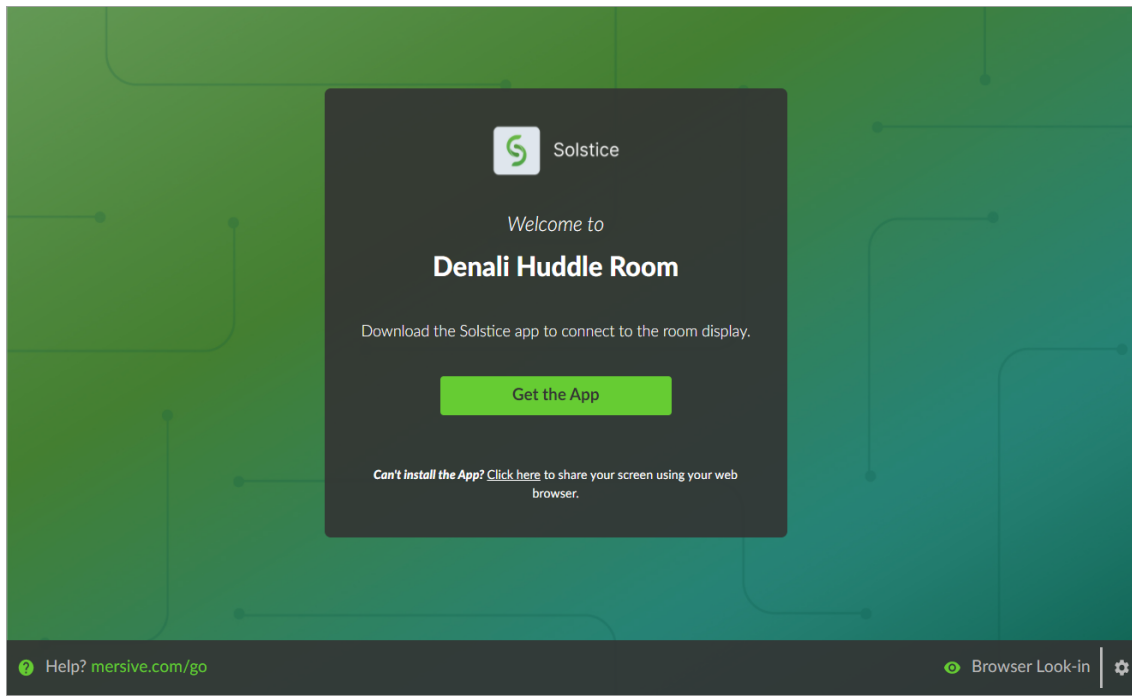 Solstice
Welcome to
Denali Huddle Room
Download the Solstice app to connect to the room display.
Get the App
Can't install the App? Click here to share your screen using your web
browser.
Help? mersive.com/go
Browser Look-in